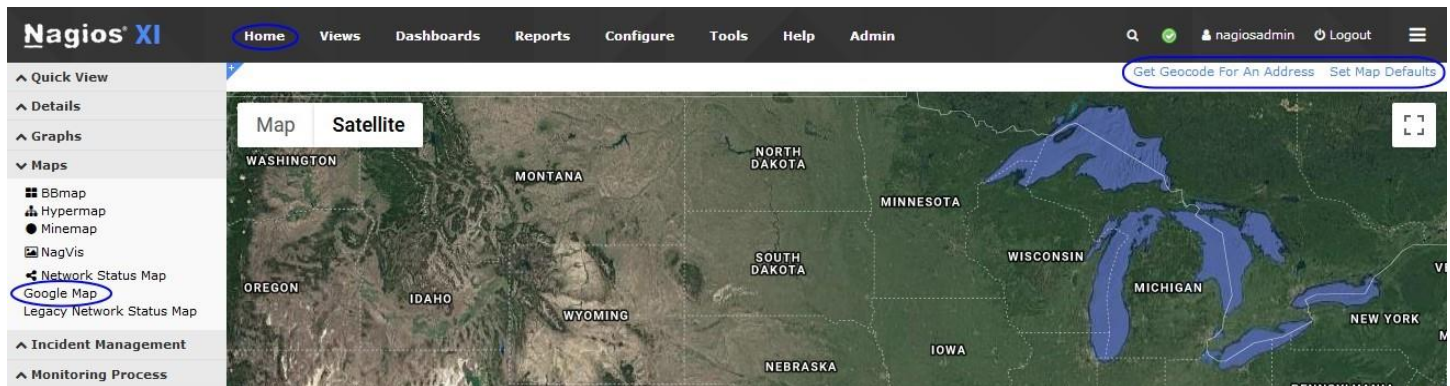 Nagios® XI
Home Views Dashboards Reports Configure Tools Help Admin
nagiosadmin Logout
Get Geocode For An Address Set Map Defaults
Quick View
Details
Graphs
Maps
BBmap
Hypermap
Minemap
NagVis
Network Status Map
Google Map
Legacy Network Status Map
Incident Management
Monitoring Process
Map Satellite
WASHINGTON
MONTANA
NORTH
DAKOTA
MINNESOTA
SOUTH
DAKOTA
WISCONSIN
OREGON
IDAHO
MICHIGAN
WYOMING
NEW YORK
IOWA
NEBRASKA